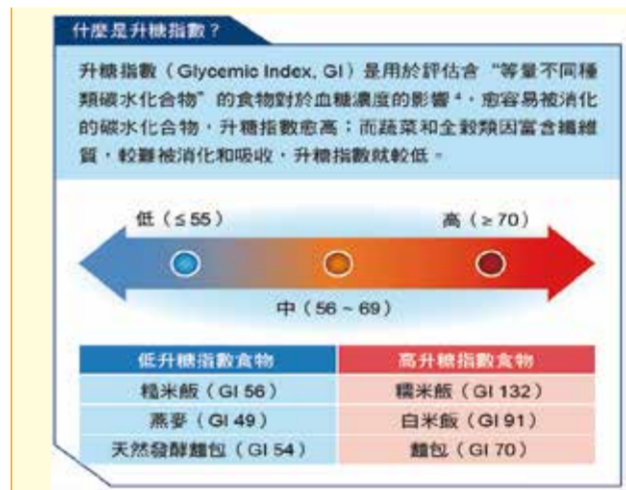 什麼是升糖指數？
升糖指數（Glycemic Index, GI）是用於評估含“等量不同種
類碳水化合物”的食物對於血糖濃度的影響⁴，愈容易被消化
的碳水化合物，升糖指數愈高；而蔬菜和全穀類因富含纖維
質，較難被消化和吸收，升糖指數就較低。
低（≤ 55）
高（≥ 70）
中（56 ~ 69）
低升糖指數食物
高升糖指數食物
糙米飯（GI 56）
糯米飯（GI 132）
燕麥（GI 49）
白米飯（GI 91）
天然發酵麵包（GI 54）
麵包（GI 70）